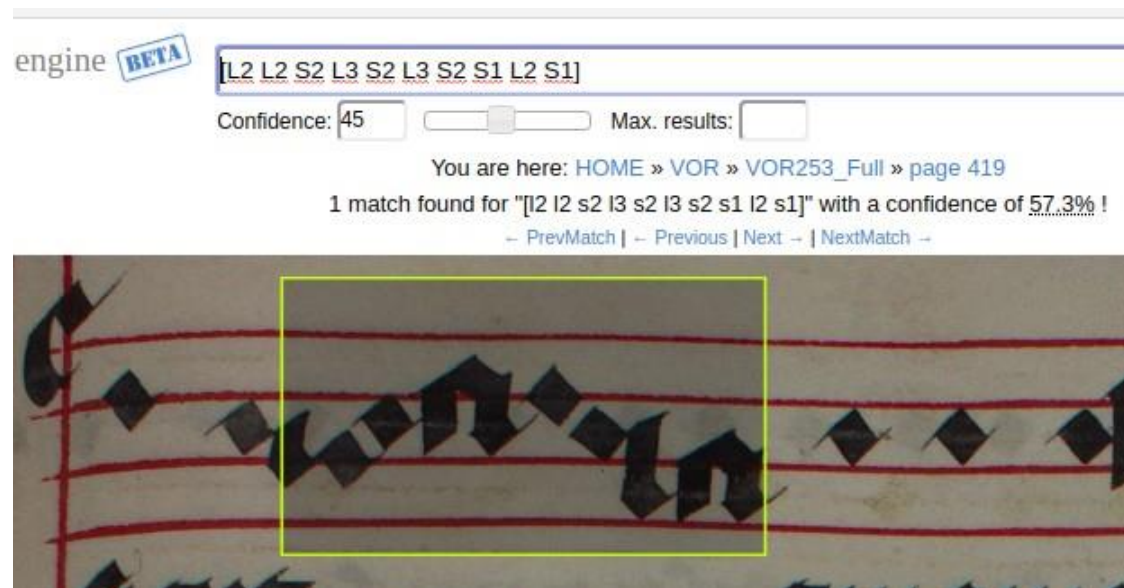 engine BETA
[L2 L2 S2 L3 S2 L3 S2 S1 L2 S1]
Confidence: 45 Max. results:
You are here: HOME » VOR » VOR253_Full » page 419
1 match found for "[l2 l2 s2 l3 s2 l3 s2 s1 l2 s1]" with a confidence of 57.3% !
← PrevMatch | ← Previous | Next → | NextMatch →